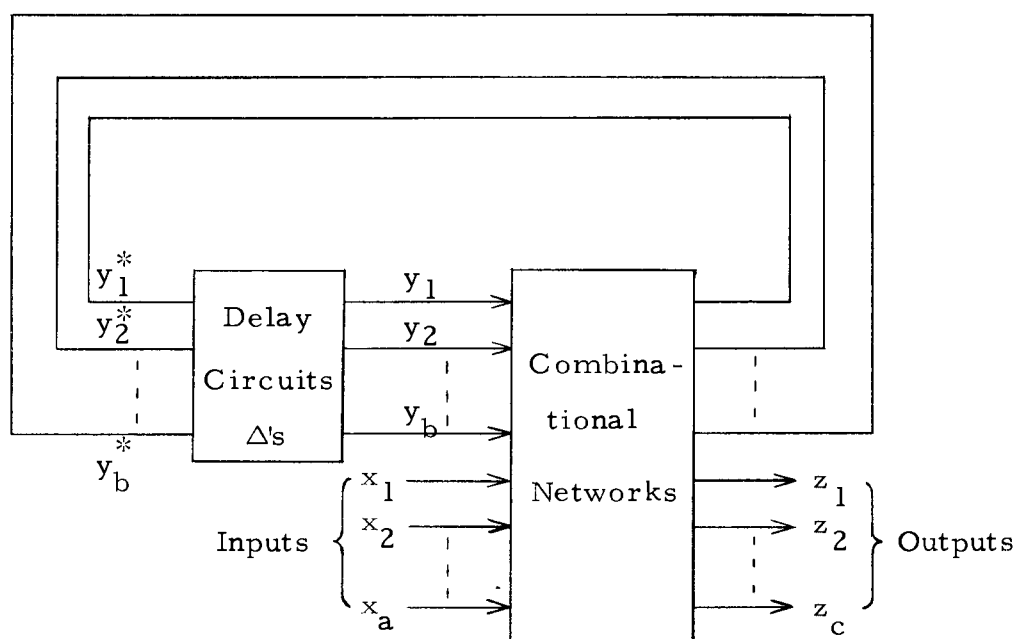 y1*
y2*
yb*
Delay
Circuits
Δ's
y1
y2
yb
Combina-
tional
Networks
Inputs
x1
x2
xa
z1
z2
zc
Outputs